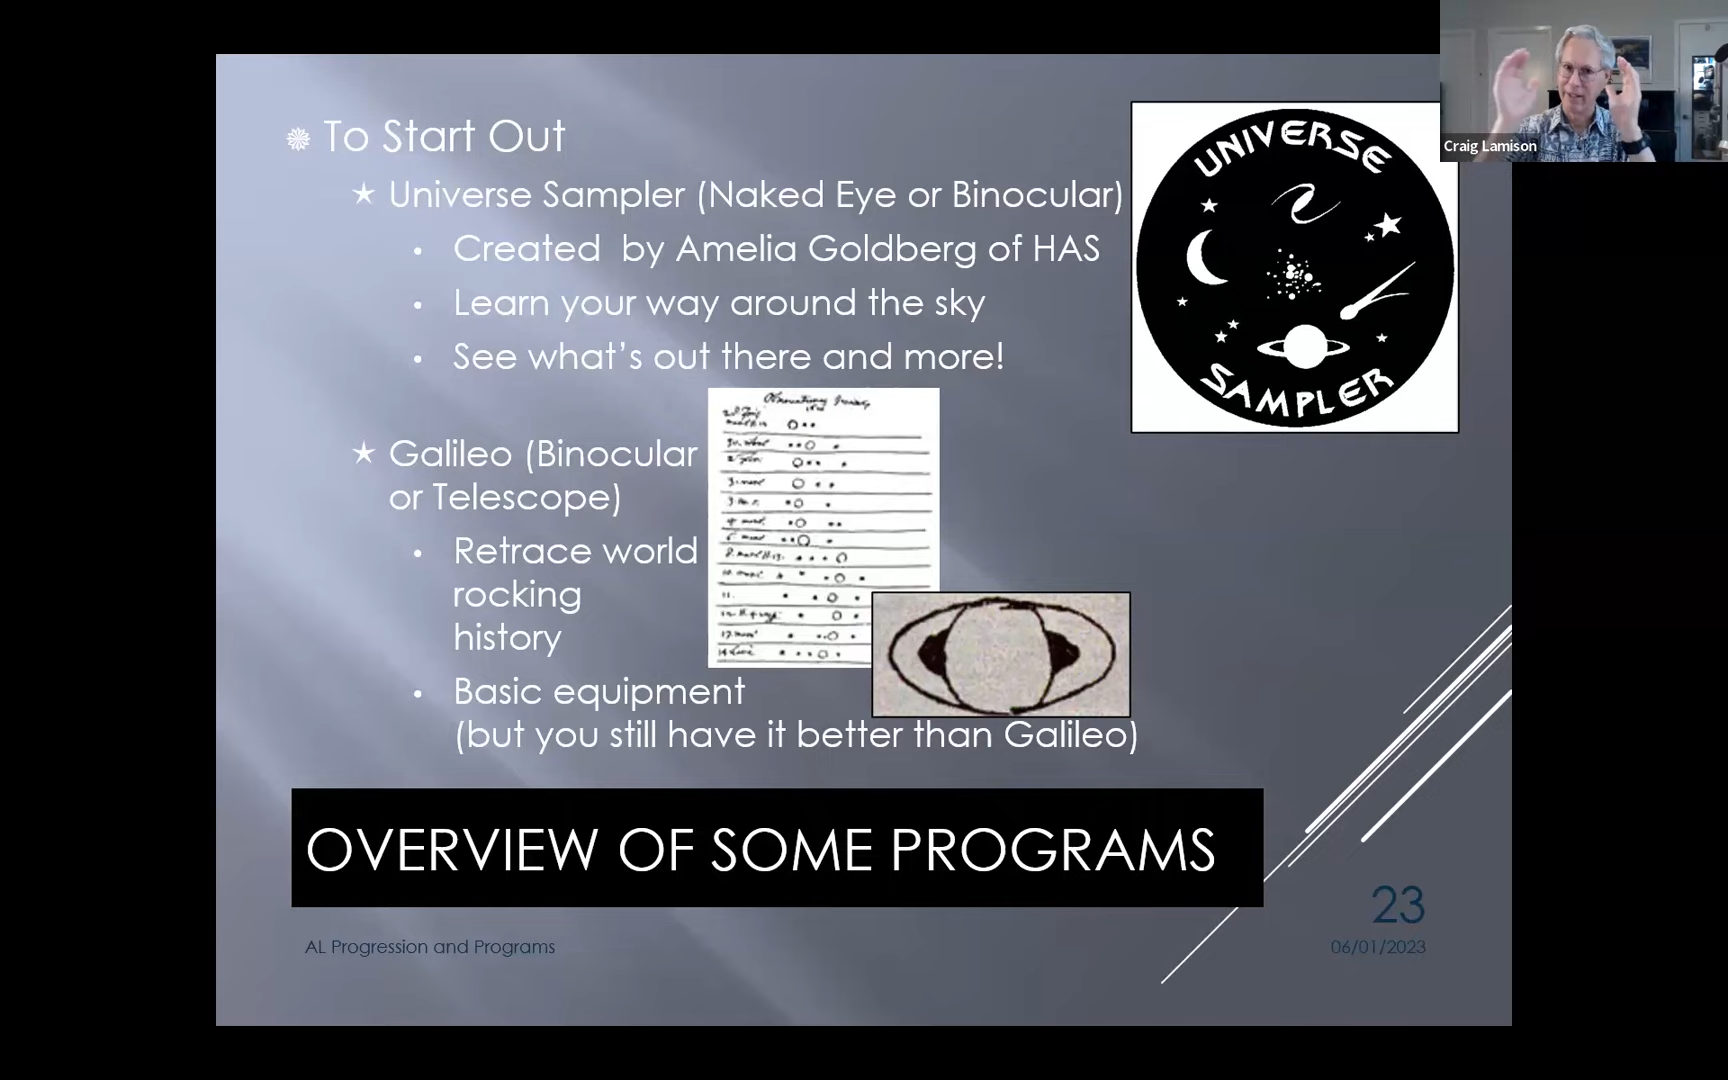 To Start Out
Universe Sampler (Naked Eye or Binocular)
Created by Amelia Goldberg of HAS
Learn your way around the sky
See what’s out there and more!
Galileo (Binocular
or Telescope)
Retrace world
rocking
history
Basic equipment
(but you still have it better than Galileo)
UNIVERSE
SAMPLER
Craig Lamison
OVERVIEW OF SOME PROGRAMS
23
AL Progression and Programs
06/01/2023